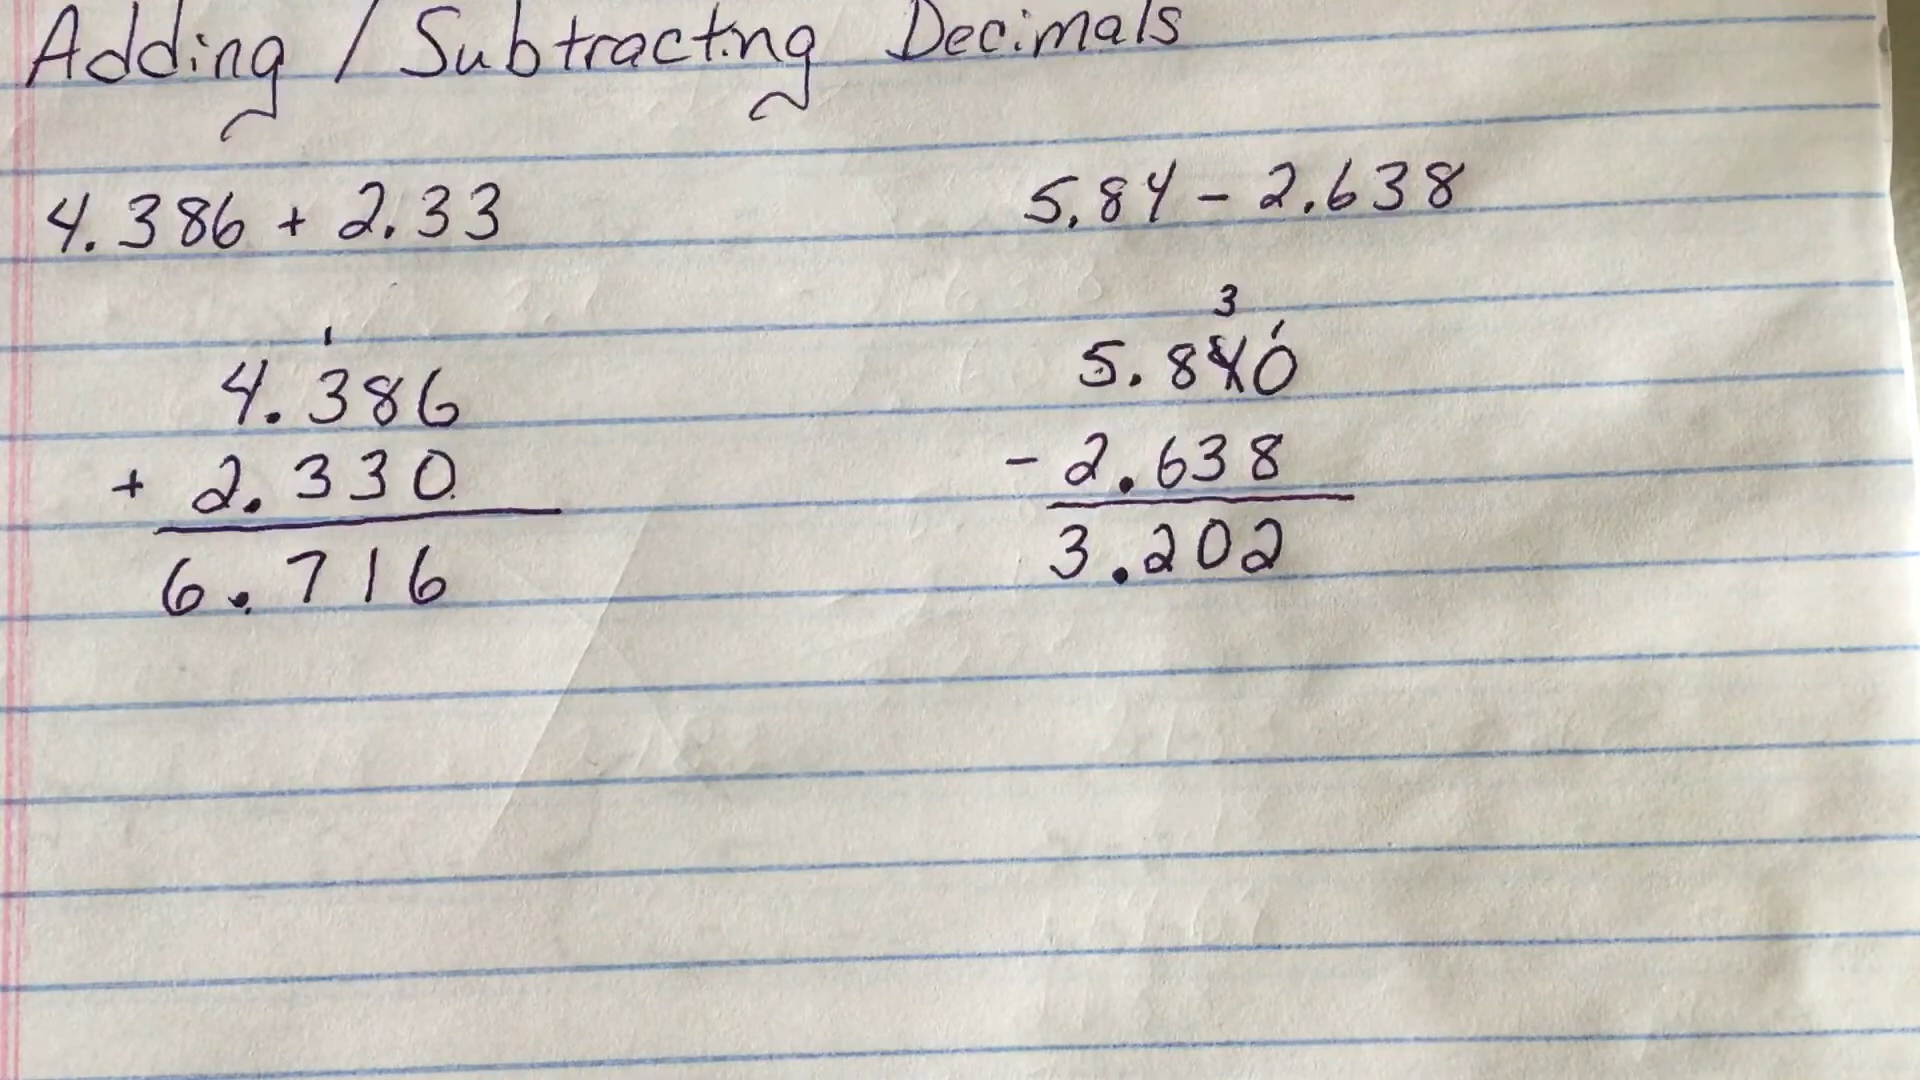 Adding / Subtracting Decimals
4.386 + 2.33
5.84 - 2.638
1
4.386
+ 2.330
6.716
3 1
5.840
- 2.638
3.202